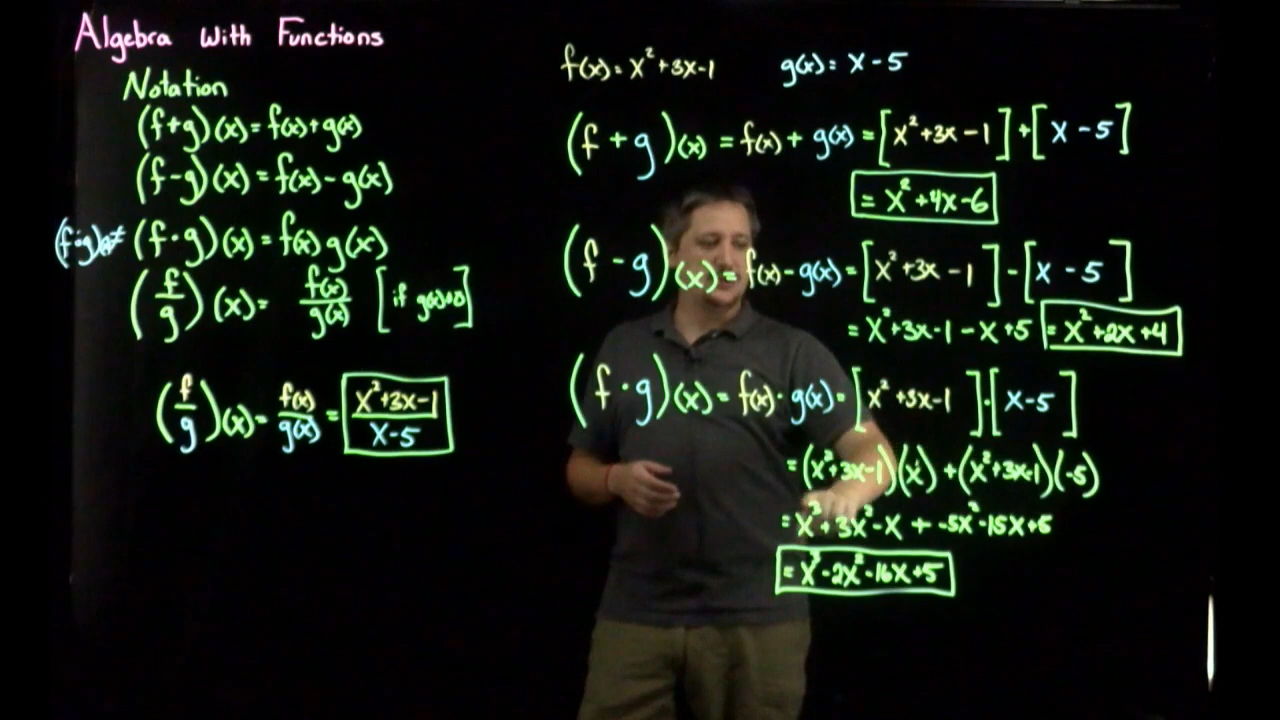 Algebra With Functions
Notation
(f+g)(x) = f(x) + g(x)
(f-g)(x) = f(x) - g(x)
(f∘g)(x) ≠ (f·g)(x) = f(x) g(x)
(f/g)(x) = f(x)/g(x) [if g(x)≠0]
(f/g)(x) = f(x)/g(x) = x²+3x-1/x-5
f(x) = x²+3x-1 g(x) = x-5
(f+g)(x) = f(x) + g(x) = [x²+3x-1] + [x-5]
= x²+4x-6
(f-g)(x) = f(x) - g(x) = [x²+3x-1] - [x-5]
= x²+3x-1-x+5 = x²+2x+4
(f·g)(x) = f(x)·g(x) = [x²+3x-1]·[x-5]
= (x²+3x-1)(x) + (x²+3x-1)(-5)
= x³+3x²-x + -5x²-15x+5
= x³-2x²-16x+5